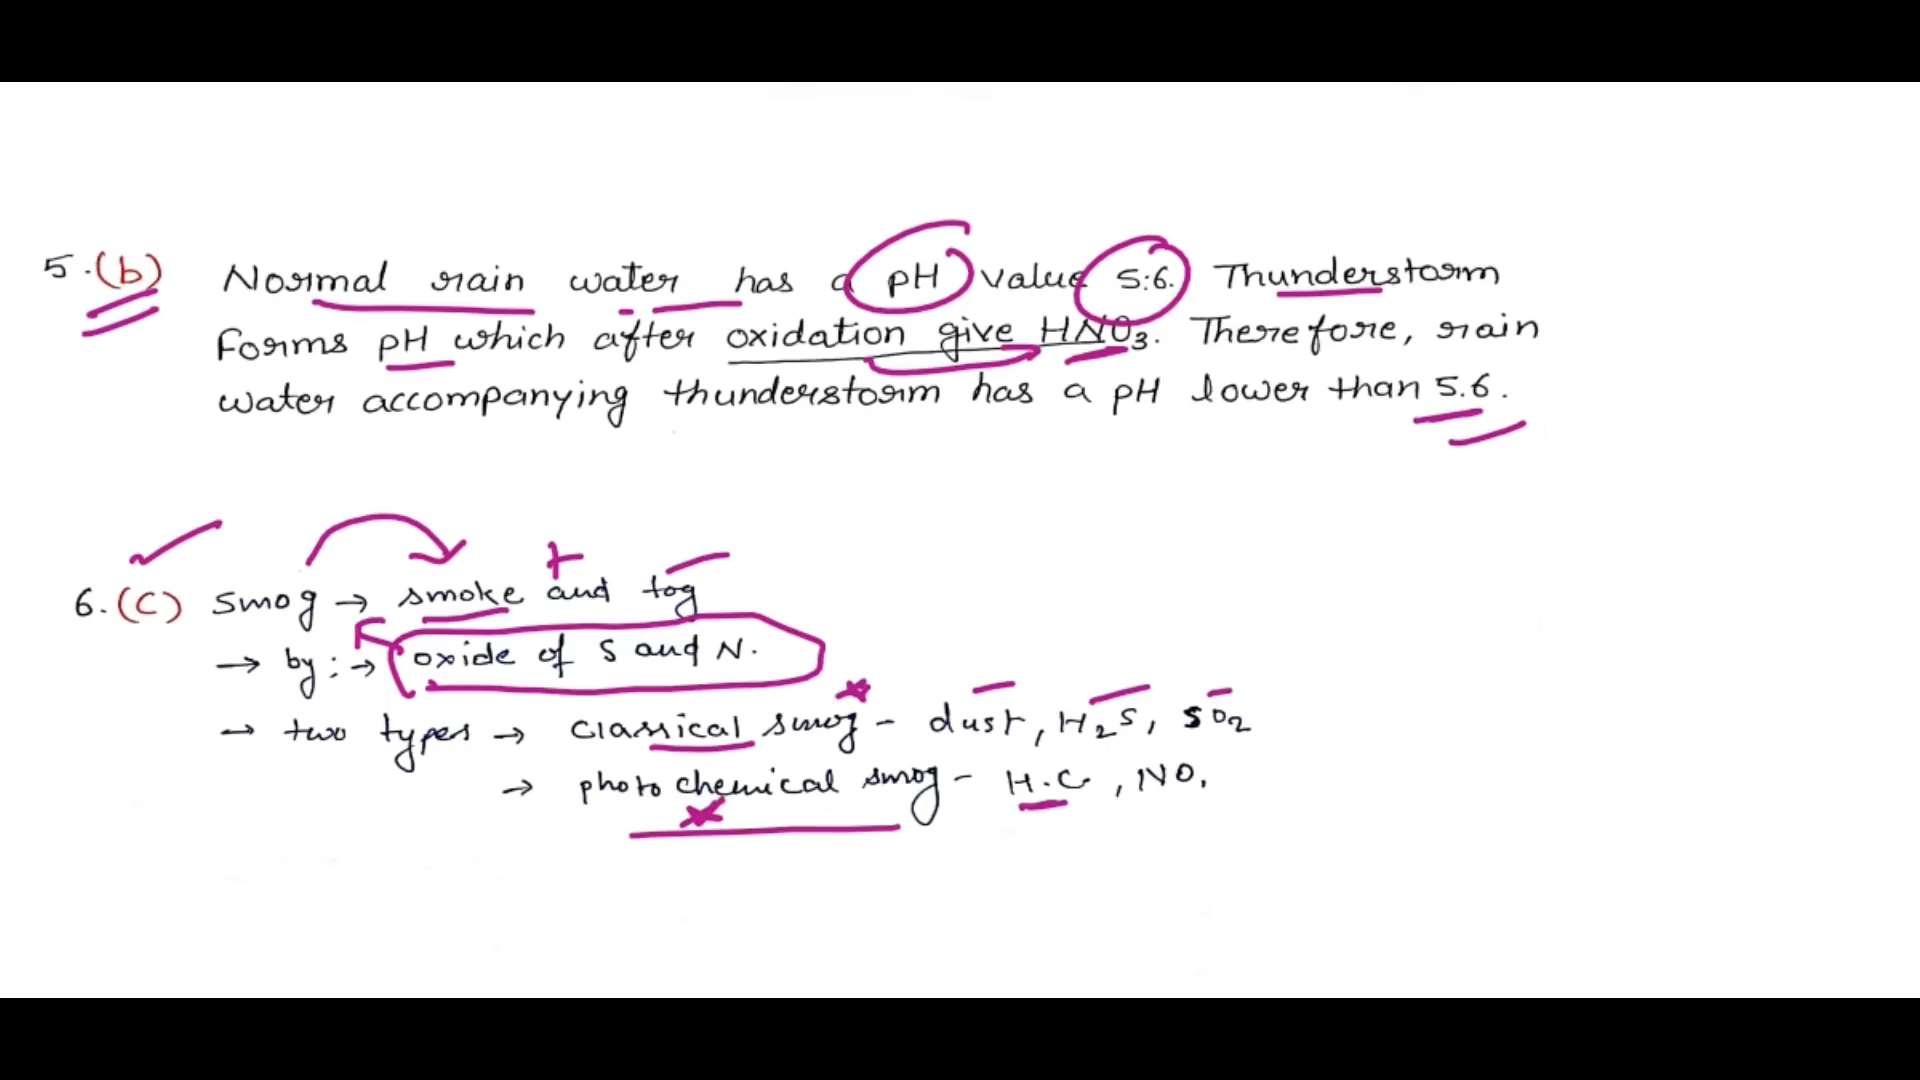 5.(b) Normal rain water has a pH value 5.6. Thunderstorm
Forms pH which after oxidation give HNO3. Therefore, rain
water accompanying thunderstorm has a pH lower than 5.6.
6.(c) Smog → smoke and fog
→ by:→ oxide of S and N.
→ two types → classical smog - dust, H2S, SO2
→ photochemical smog - H.C, NO.